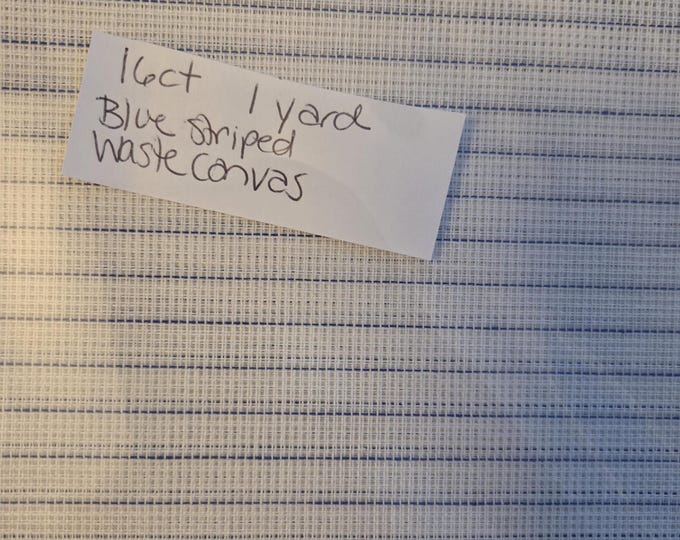 16ct 1 yard
Blue striped
Waste Canvas